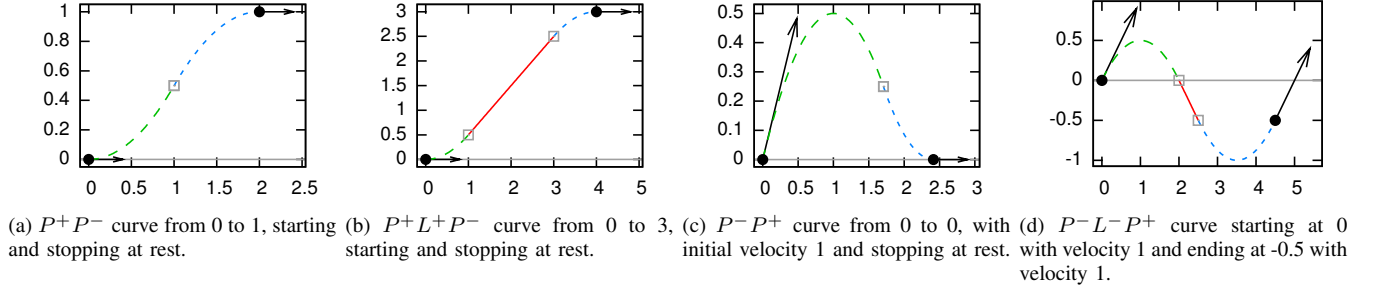 1
0.8
0.6
0.4
0.2
0
0 0.5 1 1.5 2 2.5
3
2.5
2
1.5
1
0.5
0
0 1 2 3 4 5
0.5
0.4
0.3
0.2
0.1
0
0 0.5 1 1.5 2 2.5 3
0.5
0
-0.5
-1
0 1 2 3 4 5
(a) P⁺P⁻ curve from 0 to 1, starting
and stopping at rest.
(b) P⁺L⁺P⁻ curve from 0 to 3,
starting and stopping at rest.
(c) P⁻P⁺ curve from 0 to 0, with
initial velocity 1 and stopping at rest.
(d) P⁻L⁻P⁺ curve starting at 0
with velocity 1 and ending at -0.5 with
velocity 1.